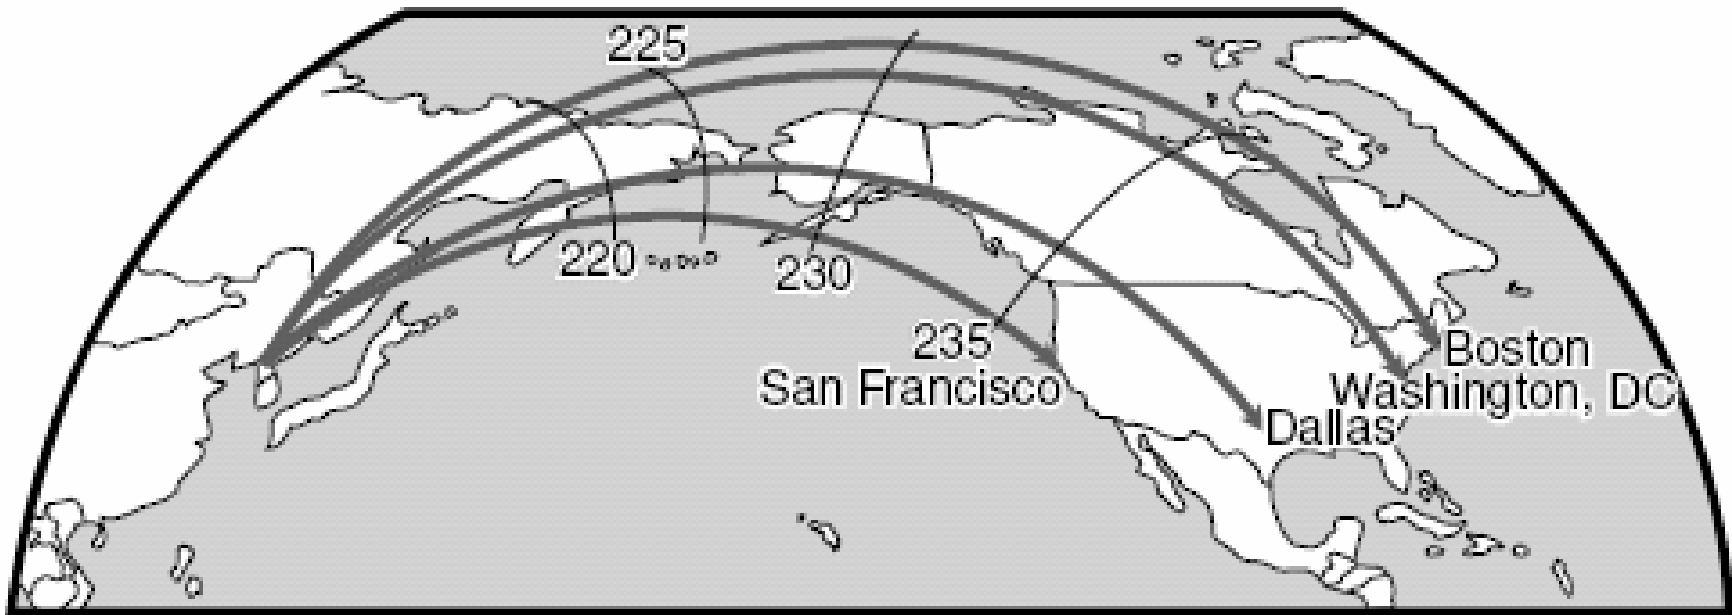 225
220
230
235
San Francisco
Boston
Washington, DC
Dallas